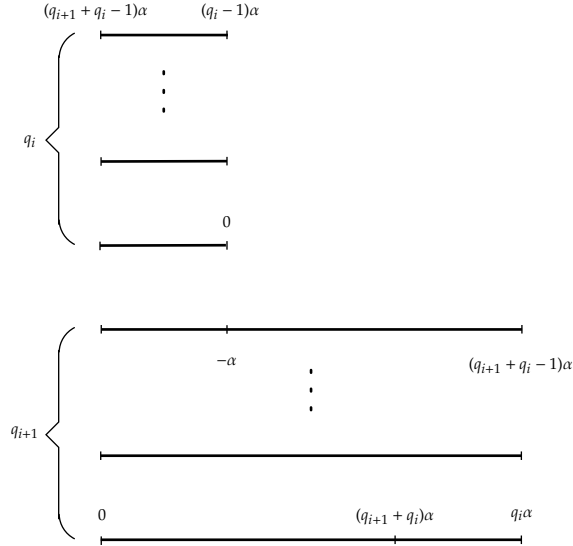 (q_{i+1} + q_i − 1)α (q_i − 1)α
q_i
0
−α (q_{i+1} + q_i − 1)α
q_{i+1}
0 (q_{i+1} + q_i)α q_iα